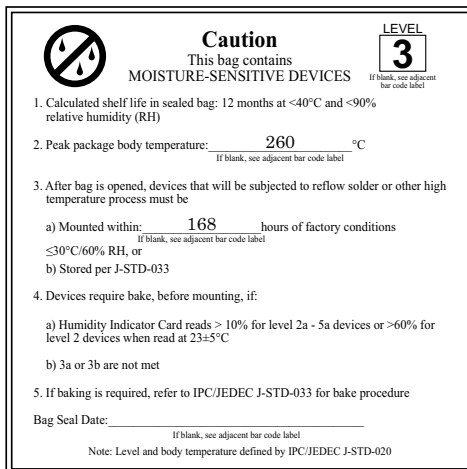 Caution
This bag contains
MOISTURE-SENSITIVE DEVICES
LEVEL
3
If blank, see adjacent
bar code label
1. Calculated shelf life in sealed bag: 12 months at <40°C and <90%
relative humidity (RH)
2. Peak package body temperature: 260 °C
If blank, see adjacent bar code label
3. After bag is opened, devices that will be subjected to reflow solder or other high
temperature process must be
a) Mounted within: 168 hours of factory conditions
If blank, see adjacent bar code label
≤30°C/60% RH, or
b) Stored per J-STD-033
4. Devices require bake, before mounting, if:
a) Humidity Indicator Card reads > 10% for level 2a - 5a devices or >60% for
level 2 devices when read at 23±5°C
b) 3a or 3b are not met
5. If baking is required, refer to IPC/JEDEC J-STD-033 for bake procedure
Bag Seal Date:
If blank, see adjacent bar code label
Note: Level and body temperature defined by IPC/JEDEC J-STD-020